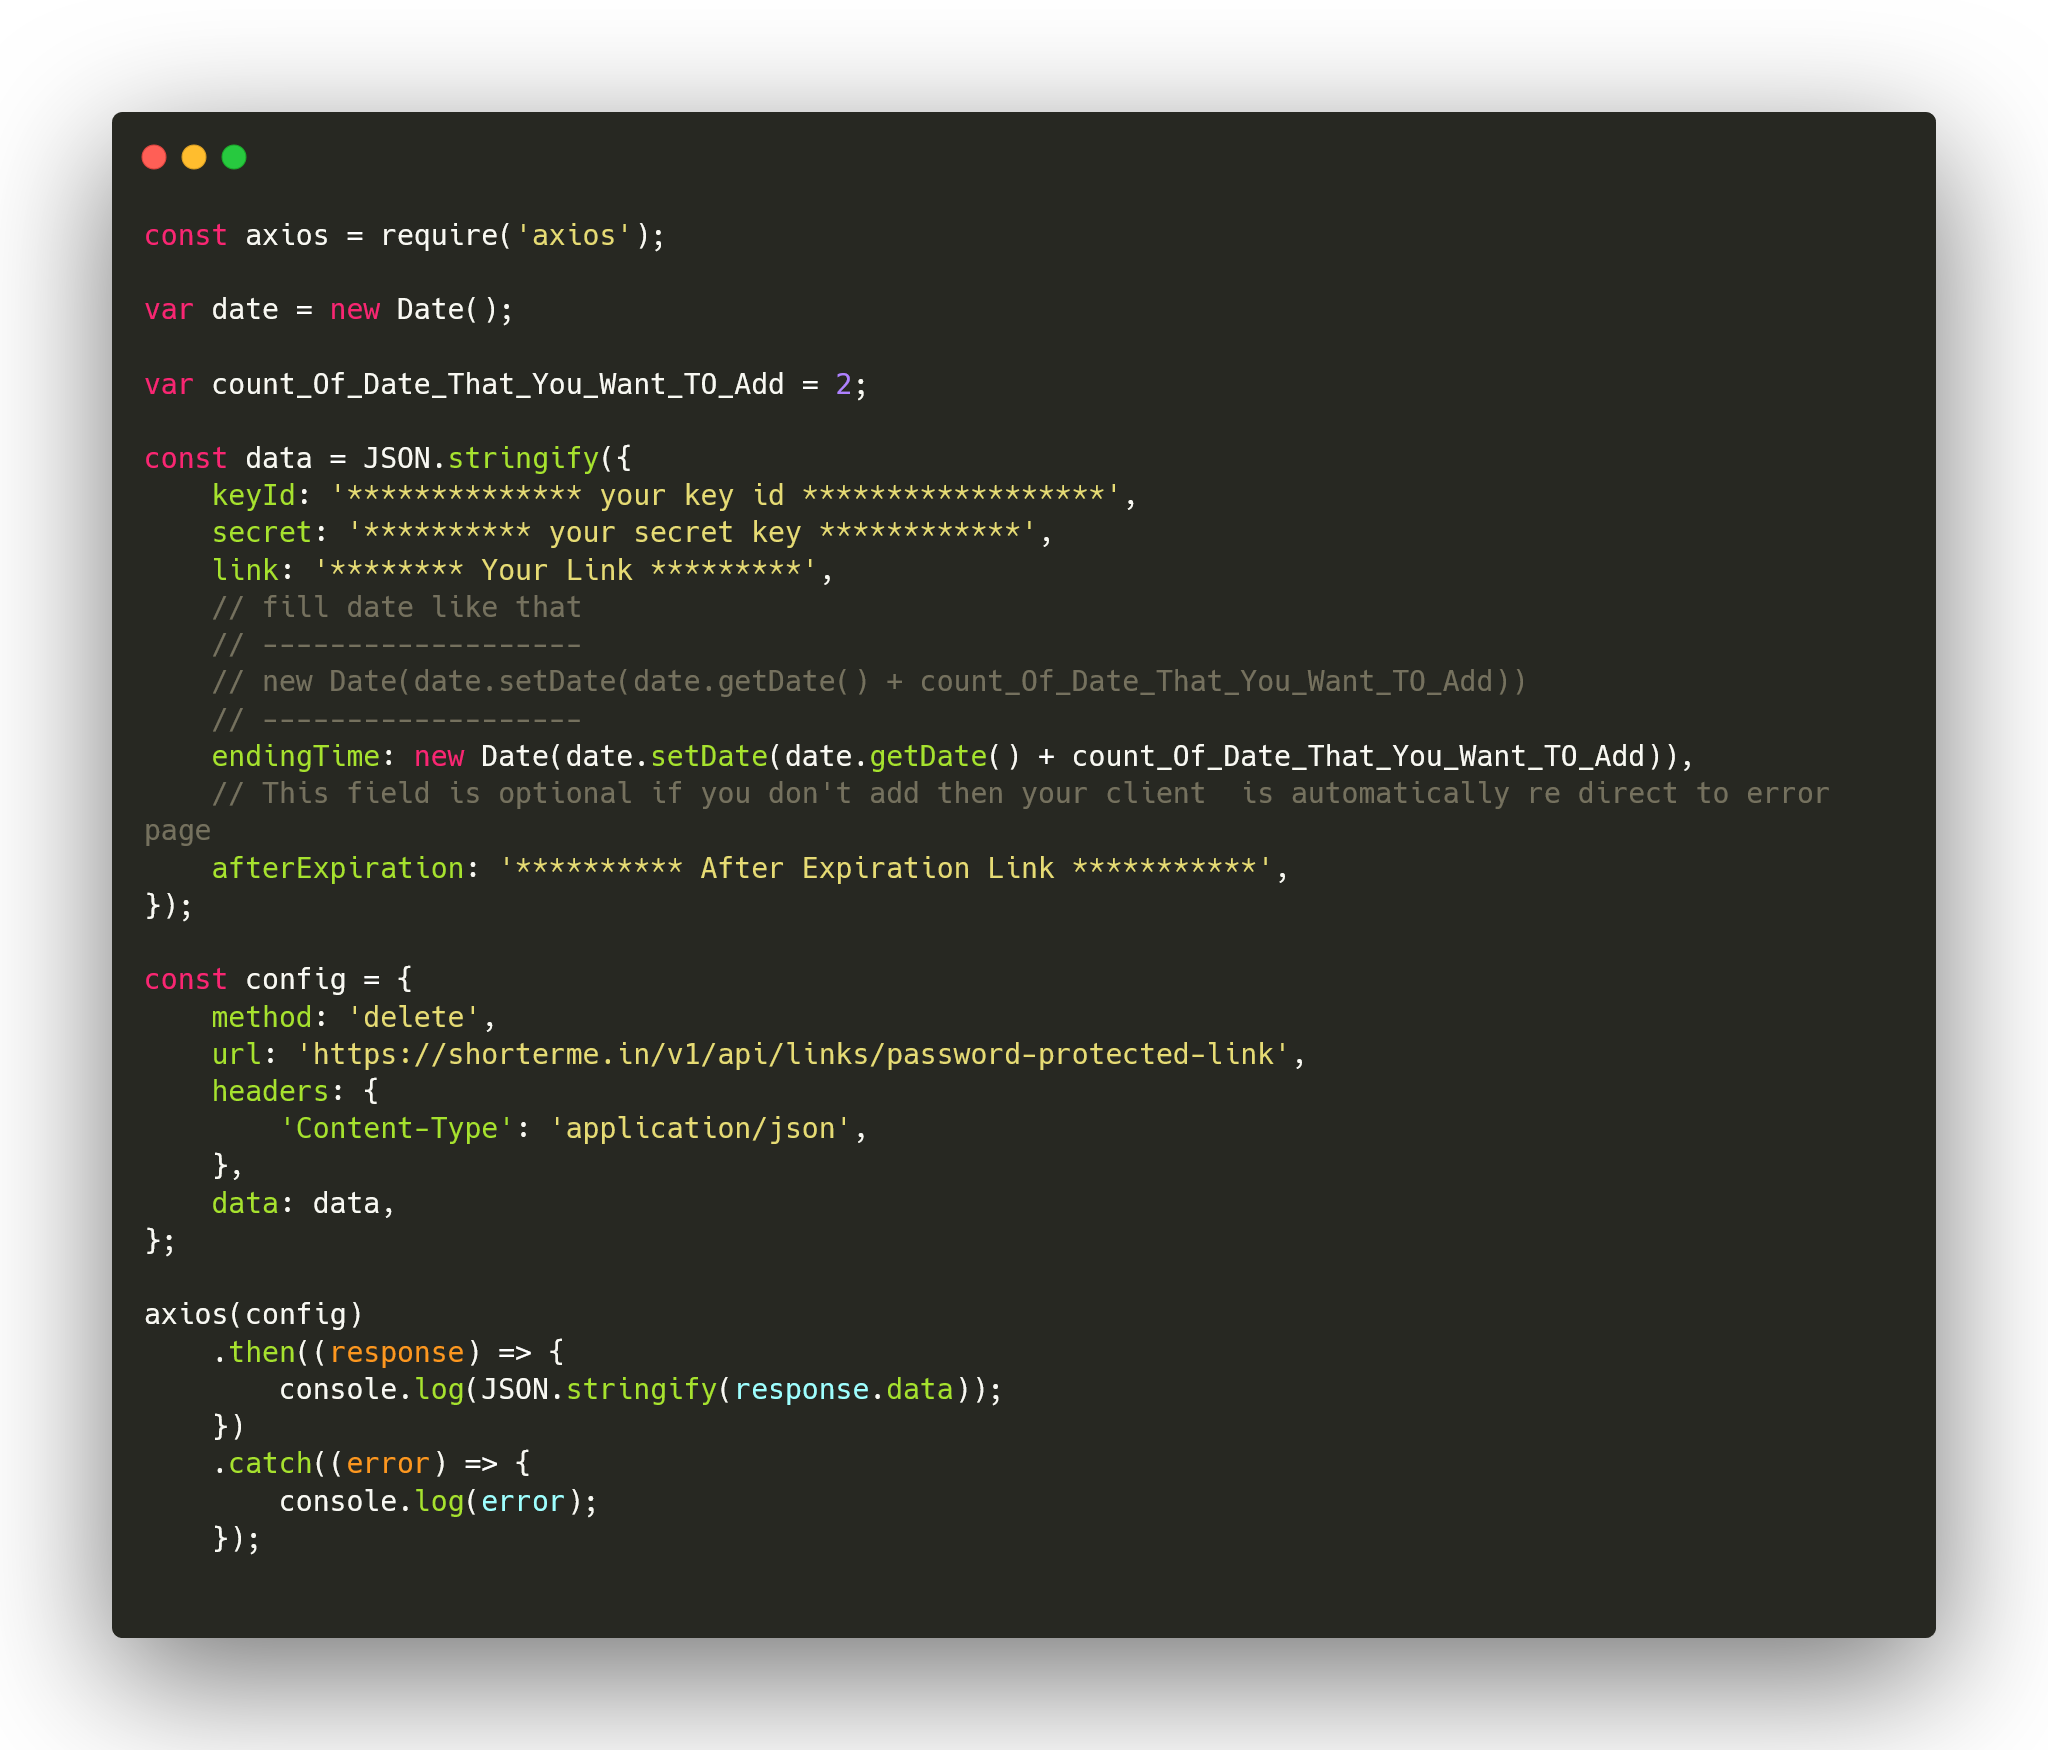 const axios = require('axios');
var date = new Date();
var count_Of_Date_That_You_Want_TO_Add = 2;
const data = JSON.stringify({
    keyId: '************** your key id ******************',
    secret: '********** your secret key ************',
    link: '******** Your Link *********',
    // fill date like that
    // -------------------
    // new Date(date.setDate(date.getDate() + count_Of_Date_That_You_Want_TO_Add))
    // -------------------
    endingTime: new Date(date.setDate(date.getDate() + count_Of_Date_That_You_Want_TO_Add)),
    // This field is optional if you don't add then your client  is automatically re direct to error
page
    afterExpiration: '********** After Expiration Link ***********',
});
const config = {
    method: 'delete',
    url: 'https://shorterme.in/v1/api/links/password-protected-link',
    headers: {
        'Content-Type': 'application/json',
    },
    data: data,
};
axios(config)
    .then((response) => {
        console.log(JSON.stringify(response.data));
    })
    .catch((error) => {
        console.log(error);
    });